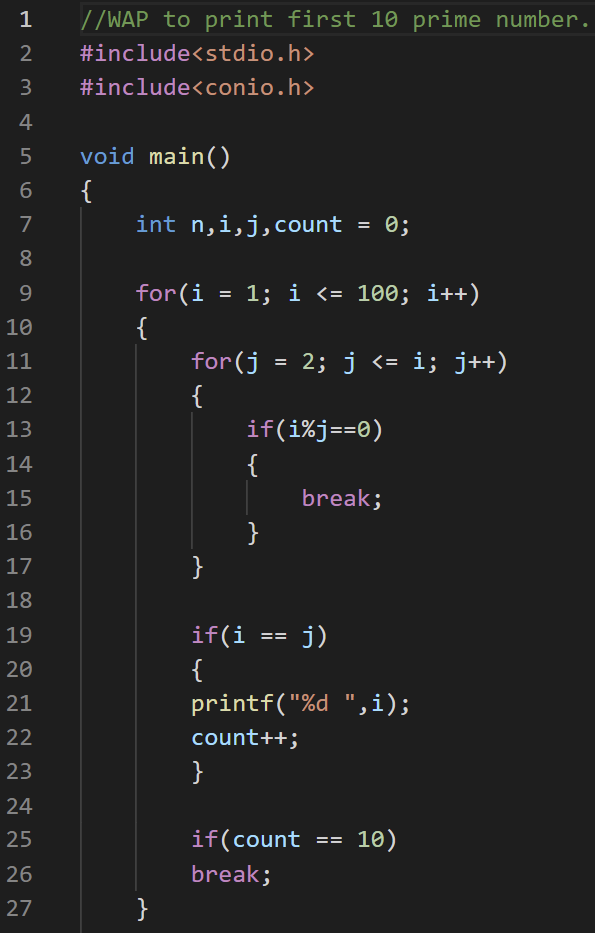 1 //WAP to print first 10 prime number.
2 #include<stdio.h>
3 #include<conio.h>
4
5 void main()
6 {
7 int n,i,j,count = 0;
8
9 for(i = 1; i <= 100; i++)
10 {
11 for(j = 2; j <= i; j++)
12 {
13 if(i%j==0)
14 {
15 break;
16 }
17 }
18
19 if(i == j)
20 {
21 printf("%d ",i);
22 count++;
23 }
24
25 if(count == 10)
26 break;
27 }